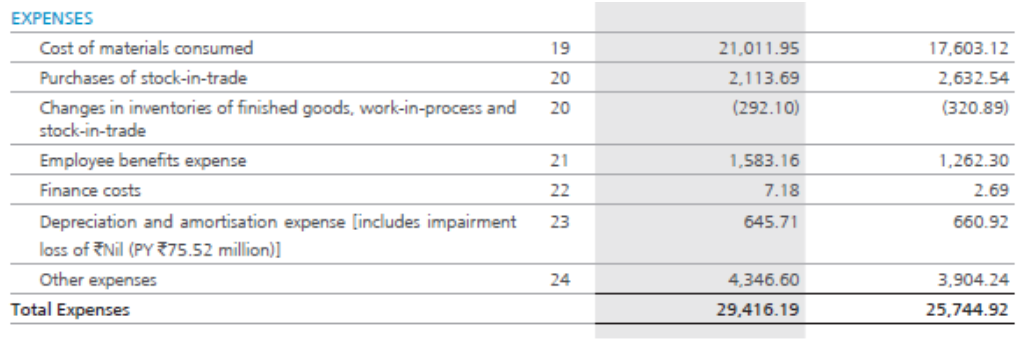 EXPENSES
Cost of materials consumed 19 21,011.95 17,603.12
Purchases of stock-in-trade 20 2,113.69 2,632.54
Changes in inventories of finished goods, work-in-process and 20 (292.10) (320.89)
stock-in-trade
Employee benefits expense 21 1,583.16 1,262.30
Finance costs 22 7.18 2.69
Depreciation and amortisation expense [includes impairment 23 645.71 660.92
loss of ₹Nil (PY ₹75.52 million)]
Other expenses 24 4,346.60 3,904.24
Total Expenses 29,416.19 25,744.92